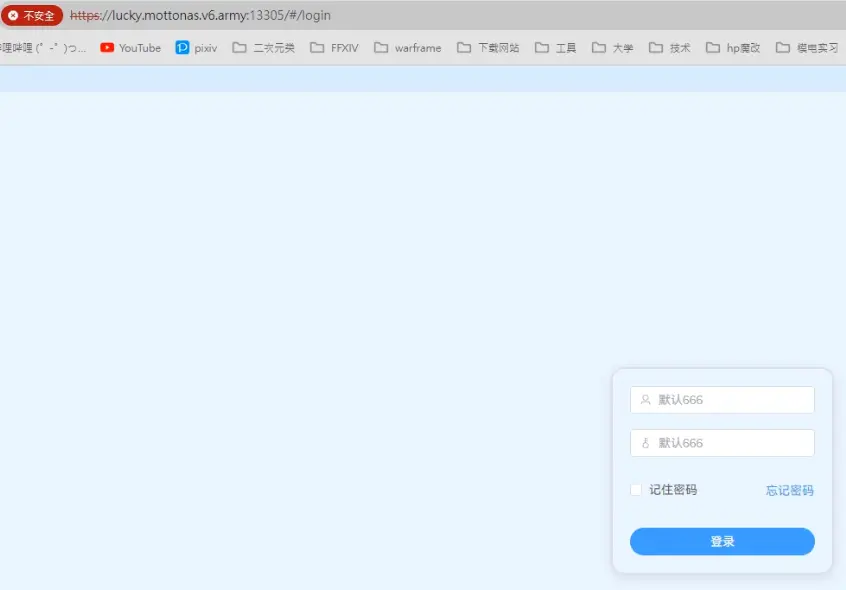 不安全 https://lucky.mottonas.v6.army:13305/#/login
哩哔哩 (゜-゜)つ... YouTube pixiv 二次元类 FFXIV warframe 下载网站 工具 大学 技术 hp魔改 模电实习
默认666
默认666
记住密码 忘记密码
登录